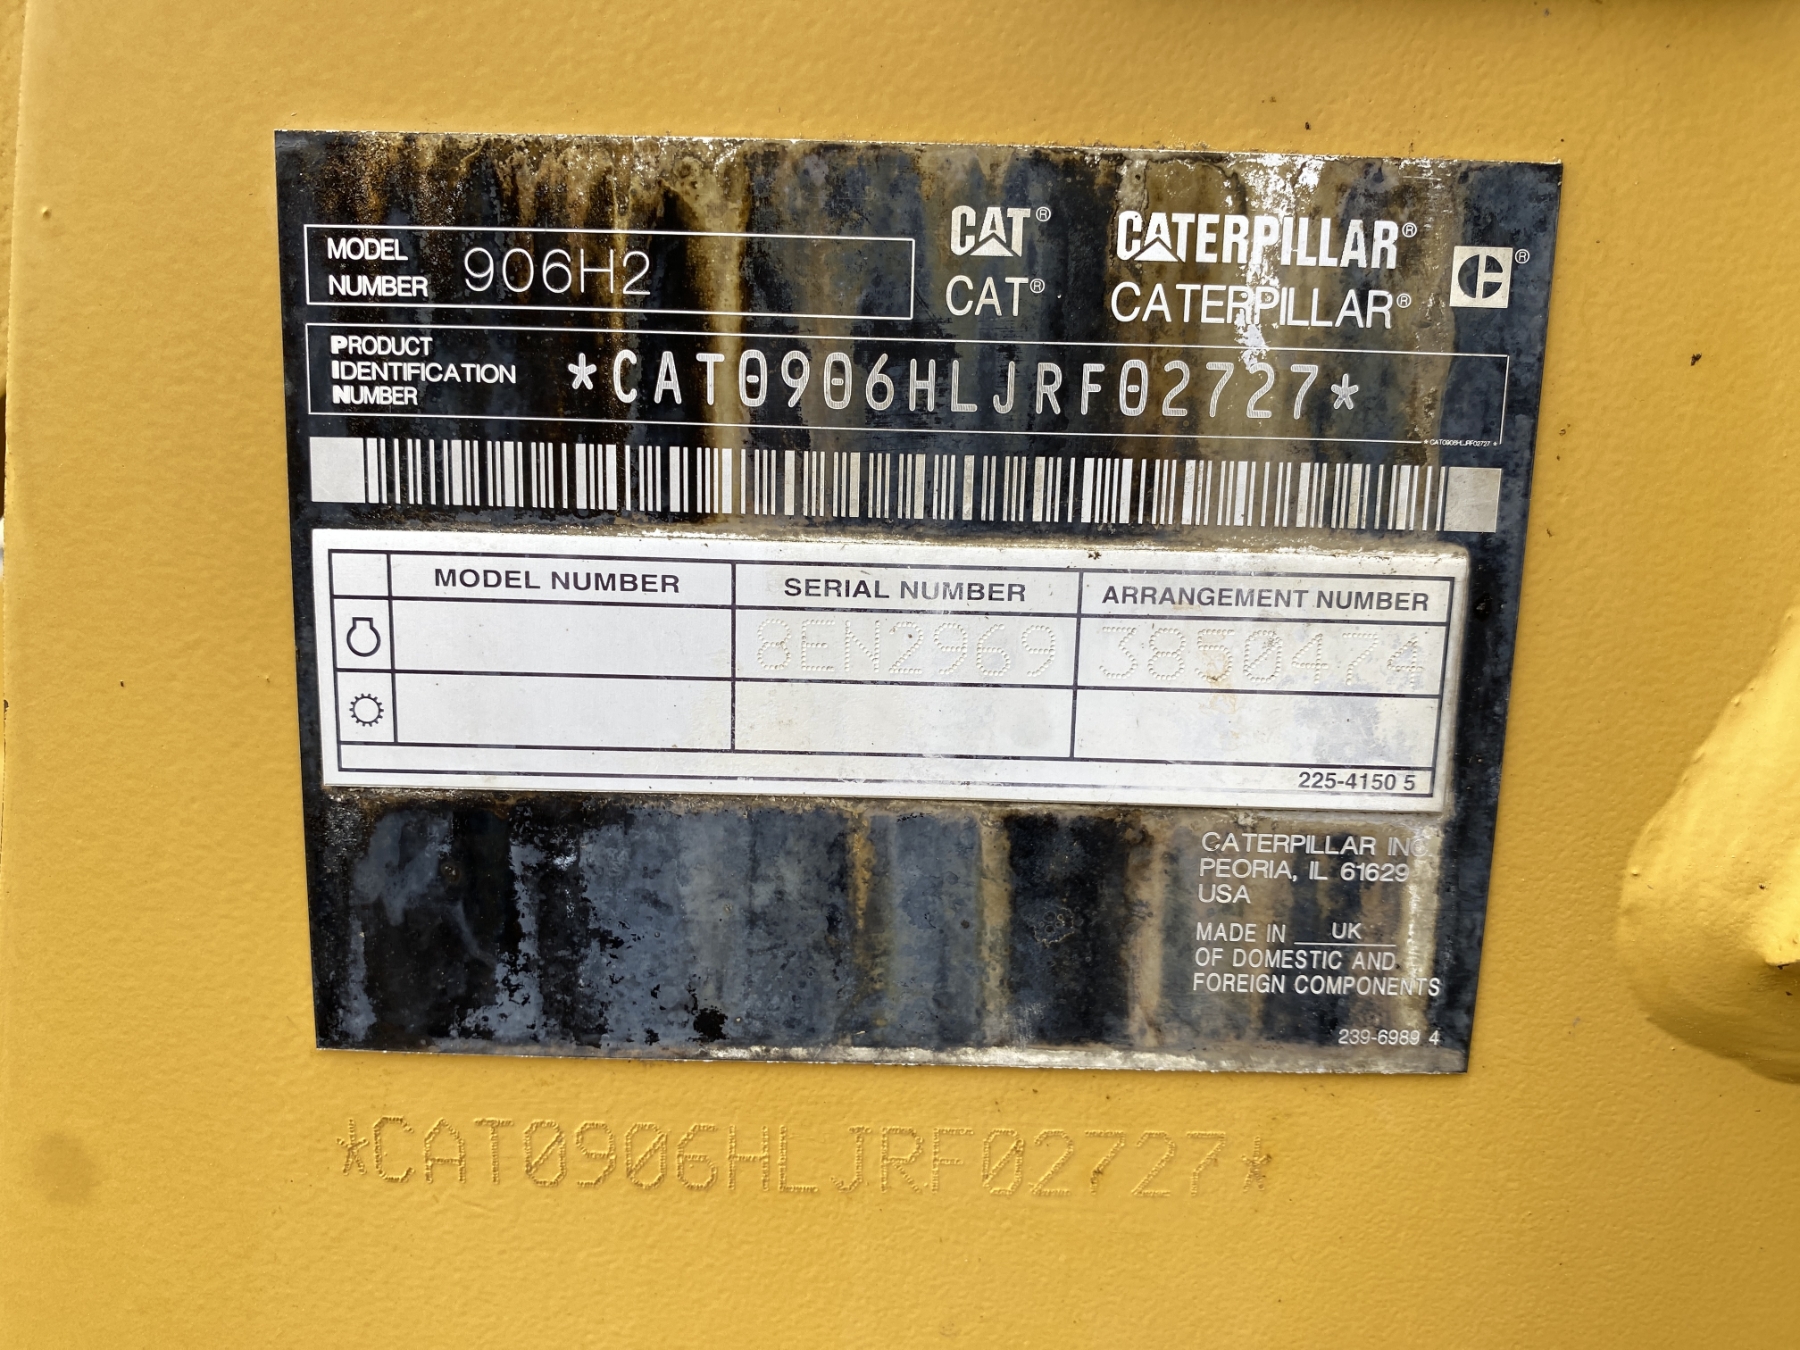 MODEL NUMBER 906H2
CAT® CATERPILLAR®
CAT® CATERPILLAR®
PRODUCT IDENTIFICATION NUMBER *CAT0906HLJRF02727*
*CAT0906HLJRF02727*
MODEL NUMBER SERIAL NUMBER ARRANGEMENT NUMBER
8EN2969 3850474
225-4150 5
CATERPILLAR INC.
PEORIA, IL 61629
USA
MADE IN UK
OF DOMESTIC AND
FOREIGN COMPONENTS
239-6989 4
*CAT0906HLJRF02727*